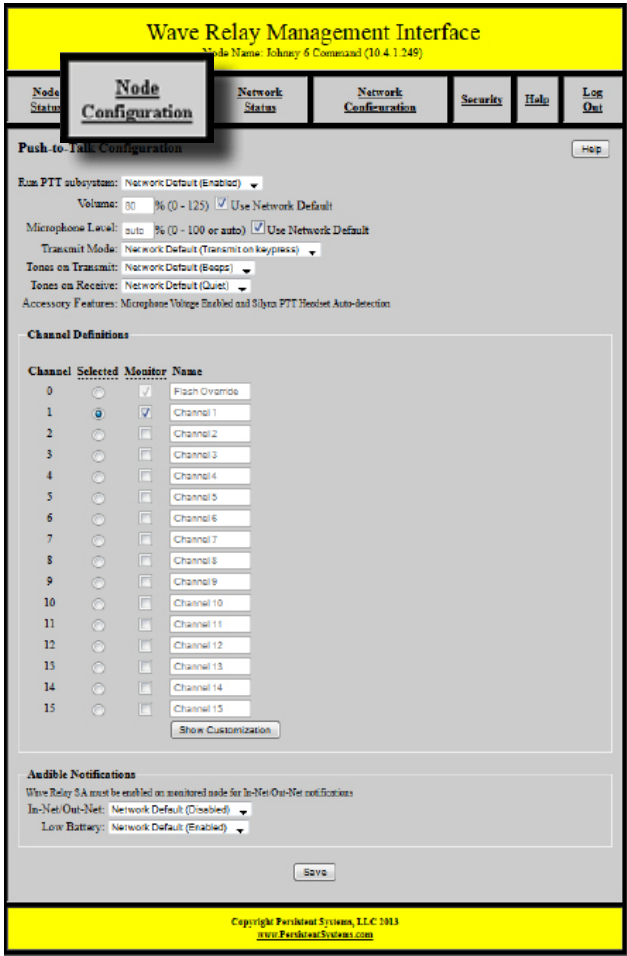 Wave Relay Management Interface
Node Name: Johnny 6 Command (10.4.1.249)
Node Status
Node Configuration
Network Status
Network Configuration
Security
Help
Log Out
Push-to-Talk Configuration
Help
Run PTT subsystem: Network Default (Enabled)
Volume: 80 % (0 - 125) Use Network Default
Microphone Level: auto % (0 - 100 or auto) Use Network Default
Transmit Mode: Network Default (Transmit on keypress)
Tones on Transmit: Network Default (Beeps)
Tones on Receive: Network Default (Quiet)
Accessory Features: Microphone Voltage Enabled and Silynx PTT Headset Auto-detection
Channel Definitions
Channel Selected Monitor Name
0 Flash Override
1 Channel 1
2 Channel 2
3 Channel 3
4 Channel 4
5 Channel 5
6 Channel 6
7 Channel 7
8 Channel 8
9 Channel 9
10 Channel 10
11 Channel 11
12 Channel 12
13 Channel 13
14 Channel 14
15 Channel 15
Show Customization
Audible Notifications
Wave Relay SA must be enabled on monitored node for In-Net/Out-Net notifications
In-Net/Out-Net: Network Default (Disabled)
Low Battery: Network Default (Enabled)
Save
Copyright Persistent Systems, LLC 2013
www.PersistentSystems.com